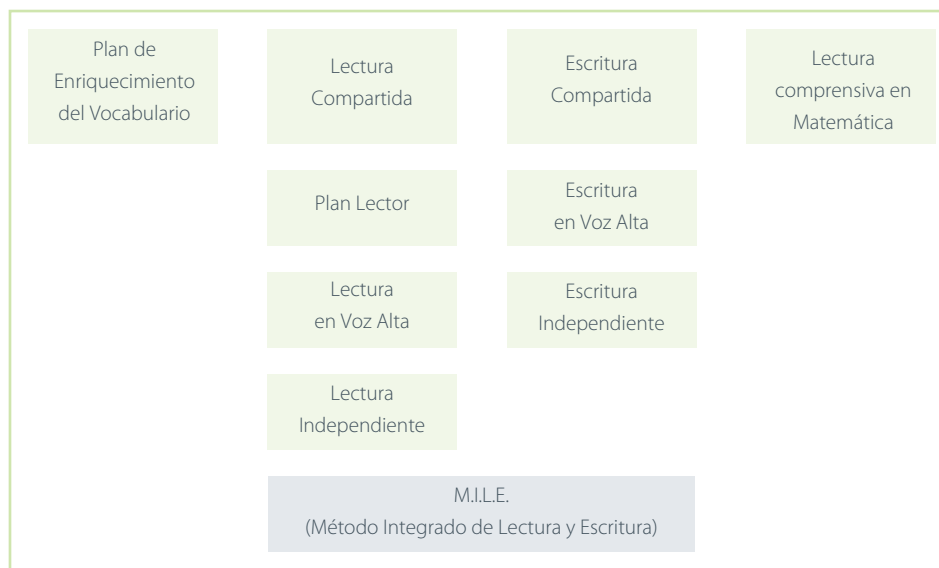 Plan de
Enriquecimiento
del Vocabulario
Lectura
Compartida
Escritura
Compartida
Lectura
comprensiva en
Matemática
Plan Lector
Escritura
en Voz Alta
Lectura
en Voz Alta
Escritura
Independiente
Lectura
Independiente
M.I.L.E.
(Método Integrado de Lectura y Escritura)